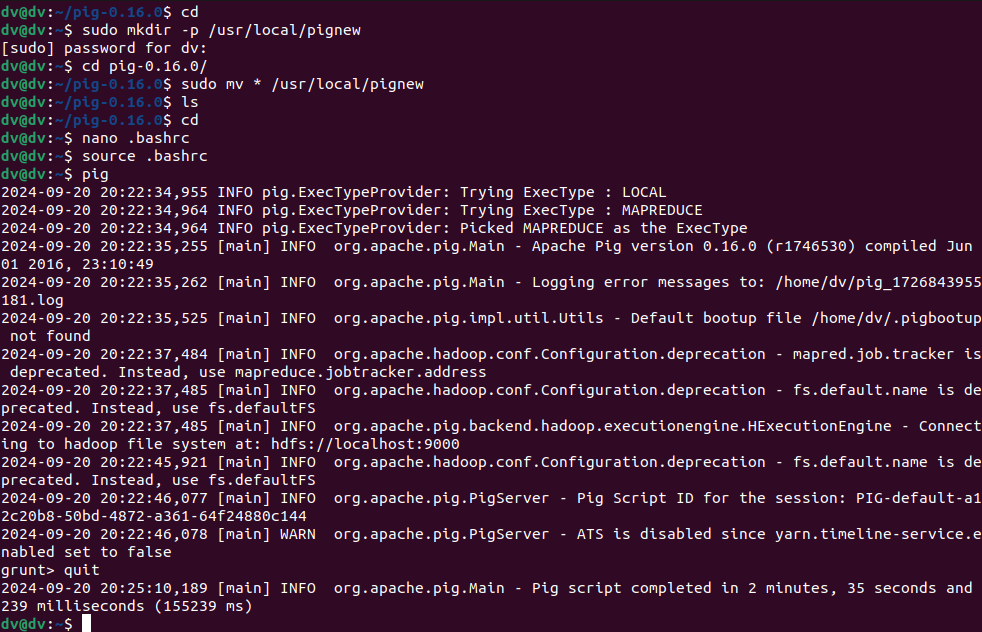 dv@dv:~/pig-0.16.0$ cd
dv@dv:~$ sudo mkdir -p /usr/local/pignew
[sudo] password for dv:
dv@dv:~$ cd pig-0.16.0/
dv@dv:~/pig-0.16.0$ sudo mv * /usr/local/pignew
dv@dv:~/pig-0.16.0$ ls
dv@dv:~/pig-0.16.0$ cd
dv@dv:~$ nano .bashrc
dv@dv:~$ source .bashrc
dv@dv:~$ pig
2024-09-20 20:22:34,955 INFO pig.ExecTypeProvider: Trying ExecType : LOCAL
2024-09-20 20:22:34,964 INFO pig.ExecTypeProvider: Trying ExecType : MAPREDUCE
2024-09-20 20:22:34,964 INFO pig.ExecTypeProvider: Picked MAPREDUCE as the ExecType
2024-09-20 20:22:35,255 [main] INFO  org.apache.pig.Main - Apache Pig version 0.16.0 (r1746530) compiled Jun
01 2016, 23:10:49
2024-09-20 20:22:35,262 [main] INFO  org.apache.pig.Main - Logging error messages to: /home/dv/pig_1726843955
181.log
2024-09-20 20:22:35,525 [main] INFO  org.apache.pig.impl.util.Utils - Default bootup file /home/dv/.pigbootup
 not found
2024-09-20 20:22:37,484 [main] INFO  org.apache.hadoop.conf.Configuration.deprecation - mapred.job.tracker is
 deprecated. Instead, use mapreduce.jobtracker.address
2024-09-20 20:22:37,485 [main] INFO  org.apache.hadoop.conf.Configuration.deprecation - fs.default.name is de
precated. Instead, use fs.defaultFS
2024-09-20 20:22:37,485 [main] INFO  org.apache.pig.backend.hadoop.executionengine.HExecutionEngine - Connect
ing to hadoop file system at: hdfs://localhost:9000
2024-09-20 20:22:45,921 [main] INFO  org.apache.hadoop.conf.Configuration.deprecation - fs.default.name is de
precated. Instead, use fs.defaultFS
2024-09-20 20:22:46,077 [main] INFO  org.apache.pig.PigServer - Pig Script ID for the session: PIG-default-a1
2c20b8-50bd-4872-a361-64f24880c144
2024-09-20 20:22:46,078 [main] WARN  org.apache.pig.PigServer - ATS is disabled since yarn.timeline-service.e
nabled set to false
grunt> quit
2024-09-20 20:25:10,189 [main] INFO  org.apache.pig.Main - Pig script completed in 2 minutes, 35 seconds and
239 milliseconds (155239 ms)
dv@dv:~$